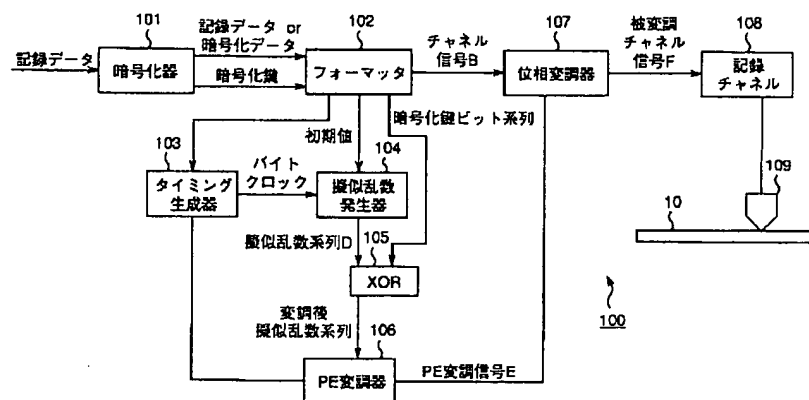 101
記録データ or
暗号化データ
102
チャネル
信号B
107
被変調
チャネル
信号F
108
記録データ
暗号化器
暗号化鍵
フォーマッタ
位相変調器
記録
チャネル
初期値
暗号化鍵ビット系列
103
タイミング
生成器
バイト
クロック
104
擬似乱数
発生器
109
10
擬似乱数系列D
105
XOR
変調後
擬似乱数系列
106
PE変調器
PE変調信号E
100